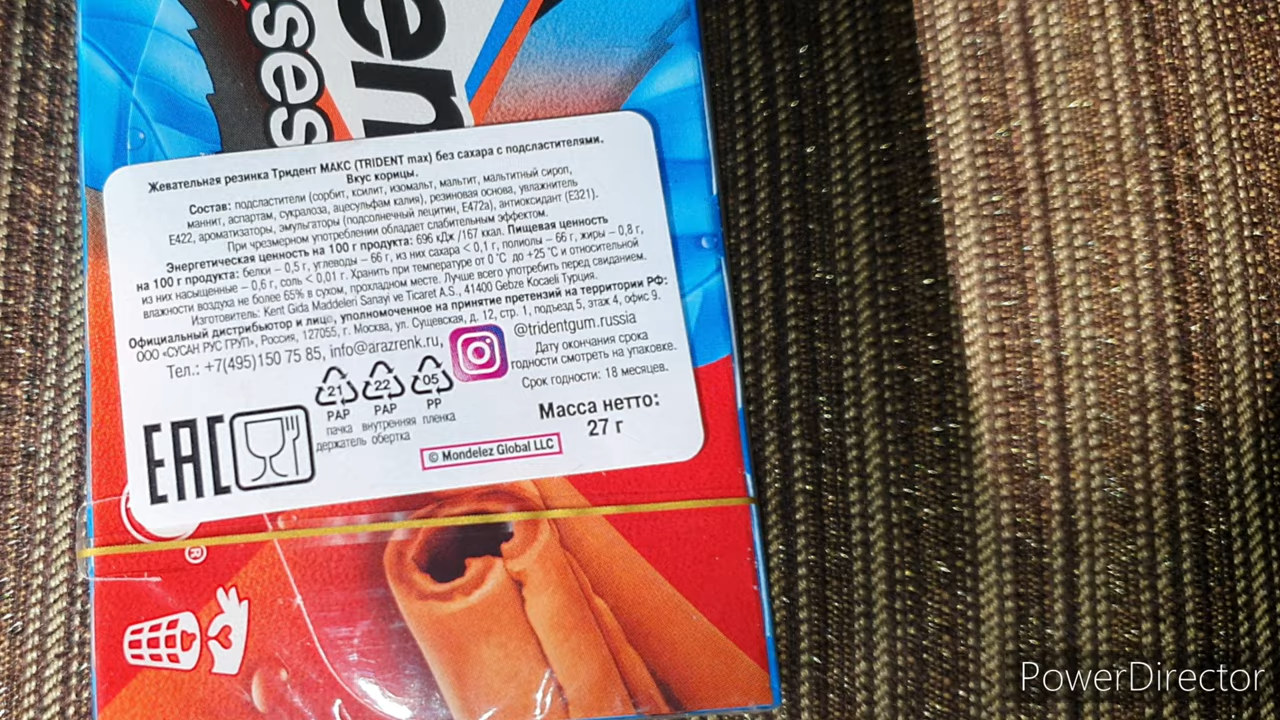 ses
en
Жевательная резинка Тридент МАКС (TRIDENT max) без сахара с подсластителями.
Вкус корицы.
Состав: подсластители (сорбит, ксилит, изомальт, мальтит, мальтитный сироп,
маннит, аспартам, сукралоза, ацесульфам калия), резиновая основа, увлажнитель
E422, ароматизаторы, эмульгаторы (подсолнечный лецитин, E472a), антиоксидант (E321).
При чрезмерном употреблении обладает слабительным эффектом.
Энергетическая ценность на 100 г продукта: 696 кДж /167 ккал. Пищевая ценность
на 100 г продукта: белки – 0,5 г, углеводы – 66 г, из них сахара < 0,1 г, полиолы – 66 г, жиры – 0,8 г,
из них насыщенные – 0,6 г, соль < 0,01 г. Хранить при температуре от 0 °С до +25 °С и относительной
влажности воздуха не более 65% в сухом, прохладном месте. Лучше всего употребить перед свиданием.
Изготовитель: Kent Gida Maddeleri Sanayi ve Ticaret A.S., 41400 Gebze Kocaeli Турция.
Официальный дистрибьютор и лицо, уполномоченное на принятие претензий на территории РФ:
ООО «СУСАН РУС ГРУП», Россия, 127055, г. Москва, ул. Сущевская, д. 12, стр. 1, подъезд 5, этаж 4, офис 9.
Тел.: +7(495)150 75 85, info@arazrenk.ru,
@tridentgum.russia
Дату окончания срока
годности смотреть на упаковке.
Срок годности: 18 месяцев.
21 22 05
PAP PAP PP
пачка внутренняя пленка
держатель обертка
EAC
Масса нетто:
27 г
© Mondelez Global LLC
®
PowerDirector